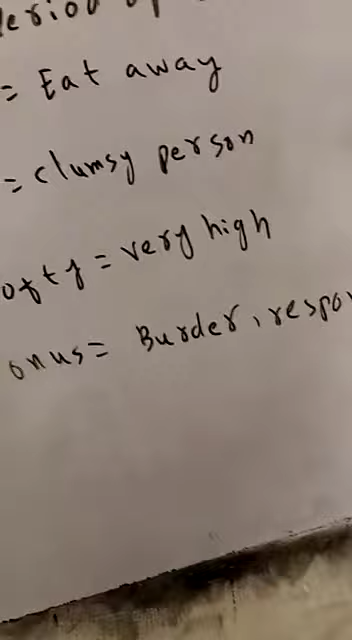 = Eat away
= clumsy person
ofty = very high
onus = Burder, respo